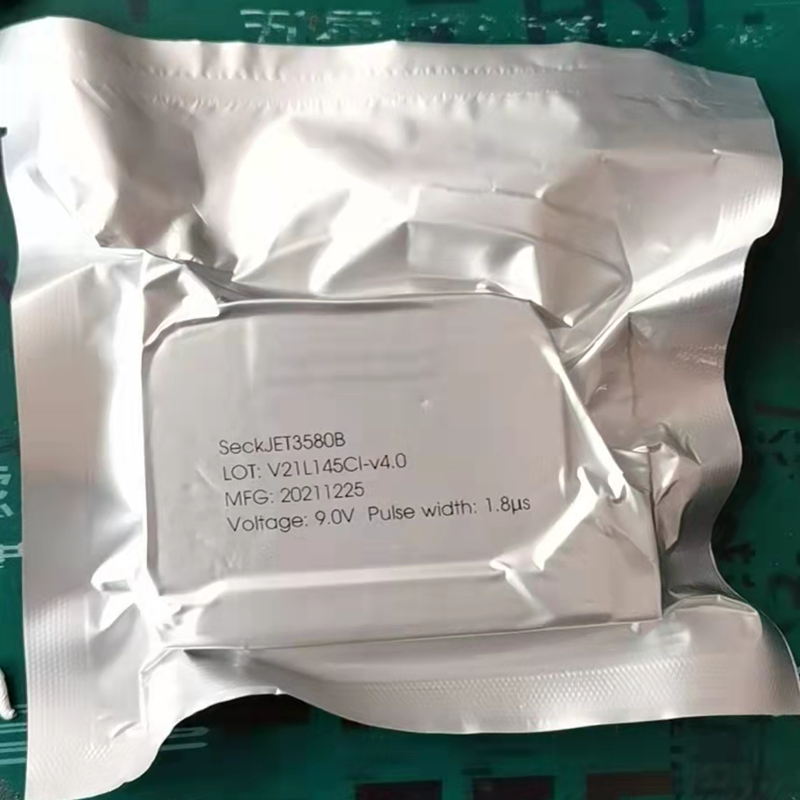 SeckJET3580B
LOT: V21L145CI-v4.0
MFG: 20211225
Voltage: 9.0V Pulse width: 1.8µs